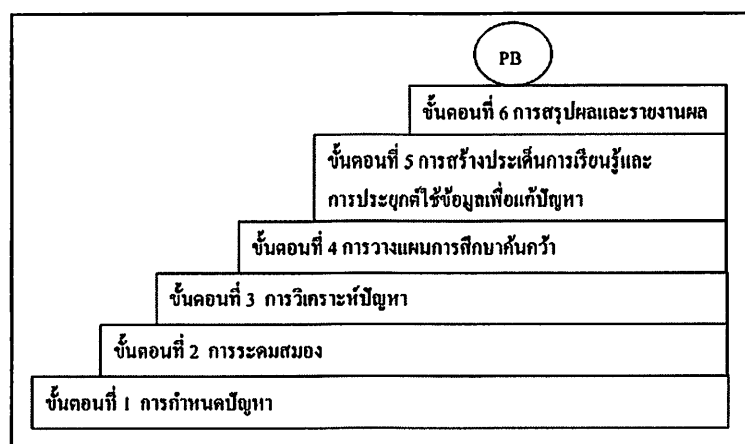 PB
ขั้นตอนที่ 6 การสรุปผลและรายงานผล
ขั้นตอนที่ 5 การสร้างประเด็นการเรียนรู้และ
การประยุกต์ใช้ข้อมูลเพื่อแก้ปัญหา
ขั้นตอนที่ 4 การวางแผนการศึกษาค้นคว้า
ขั้นตอนที่ 3 การวิเคราะห์ปัญหา
ขั้นตอนที่ 2 การระดมสมอง
ขั้นตอนที่ 1 การกำหนดปัญหา